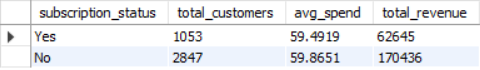 subscription_status total_customers avg_spend total_revenue
Yes 1053 59.4919 62645
No 2847 59.8651 170436